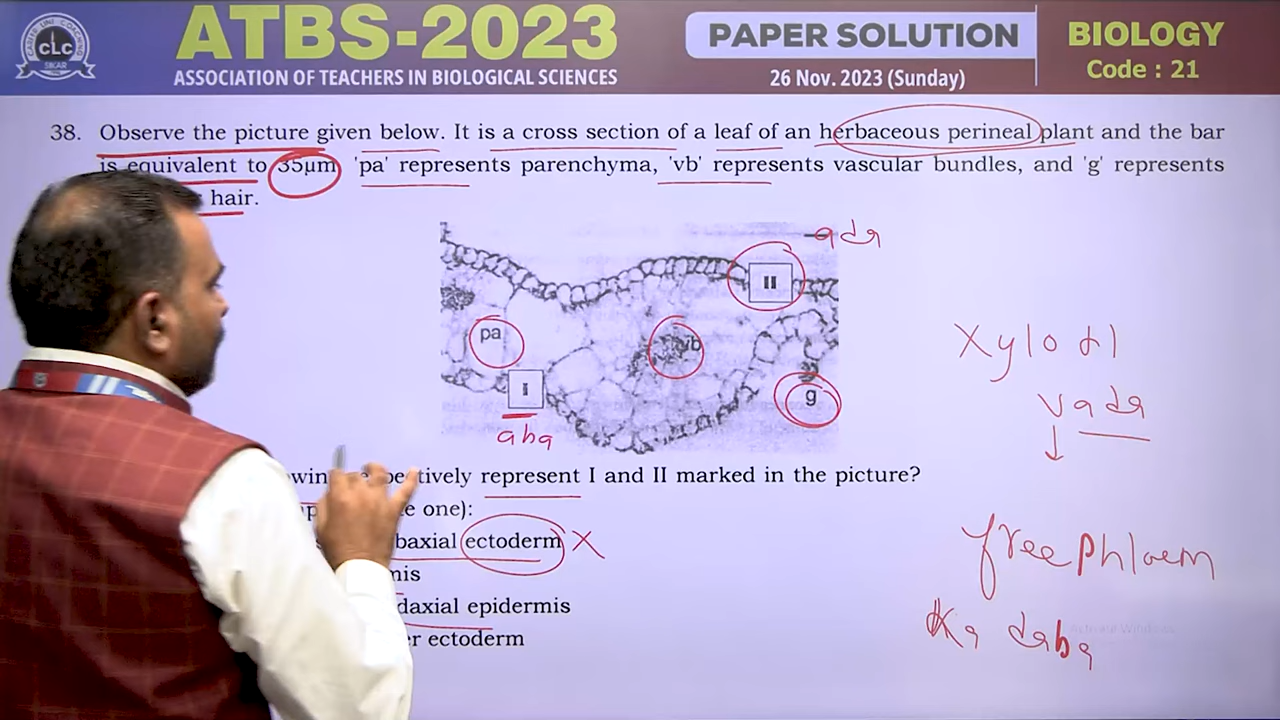 CLC
SIKAR
ATBS-2023
ASSOCIATION OF TEACHERS IN BIOLOGICAL SCIENCES
PAPER SOLUTION
26 Nov. 2023 (Sunday)
BIOLOGY
Code : 21
38. Observe the picture given below. It is a cross section of a leaf of an herbaceous perineal plant and the bar
is equivalent to 35μm 'pa' represents parenchyma, 'vb' represents vascular bundles, and 'g' represents
hair.
ada
II
pa
vb
I
g
aba
Xylo
vada
free Phloem
Ka daba
represent I and II marked in the picture?
one):
baxial ectoderm X
mis
daxial epidermis
r ectoderm
Activate Windows